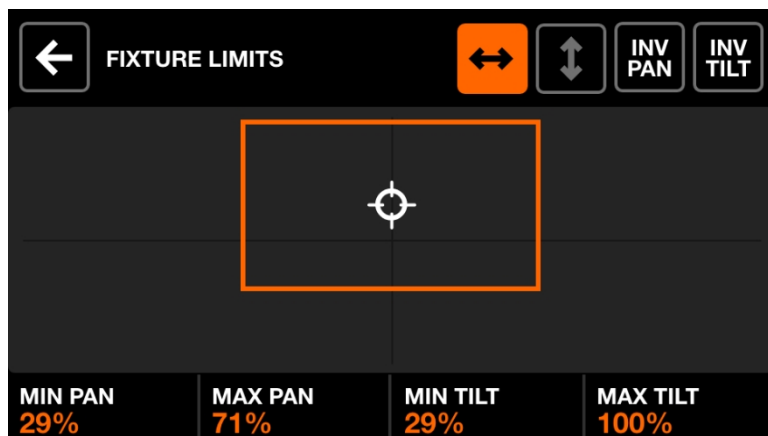 FIXTURE LIMITS
INV PAN
INV TILT
MIN PAN
29%
MAX PAN
71%
MIN TILT
29%
MAX TILT
100%